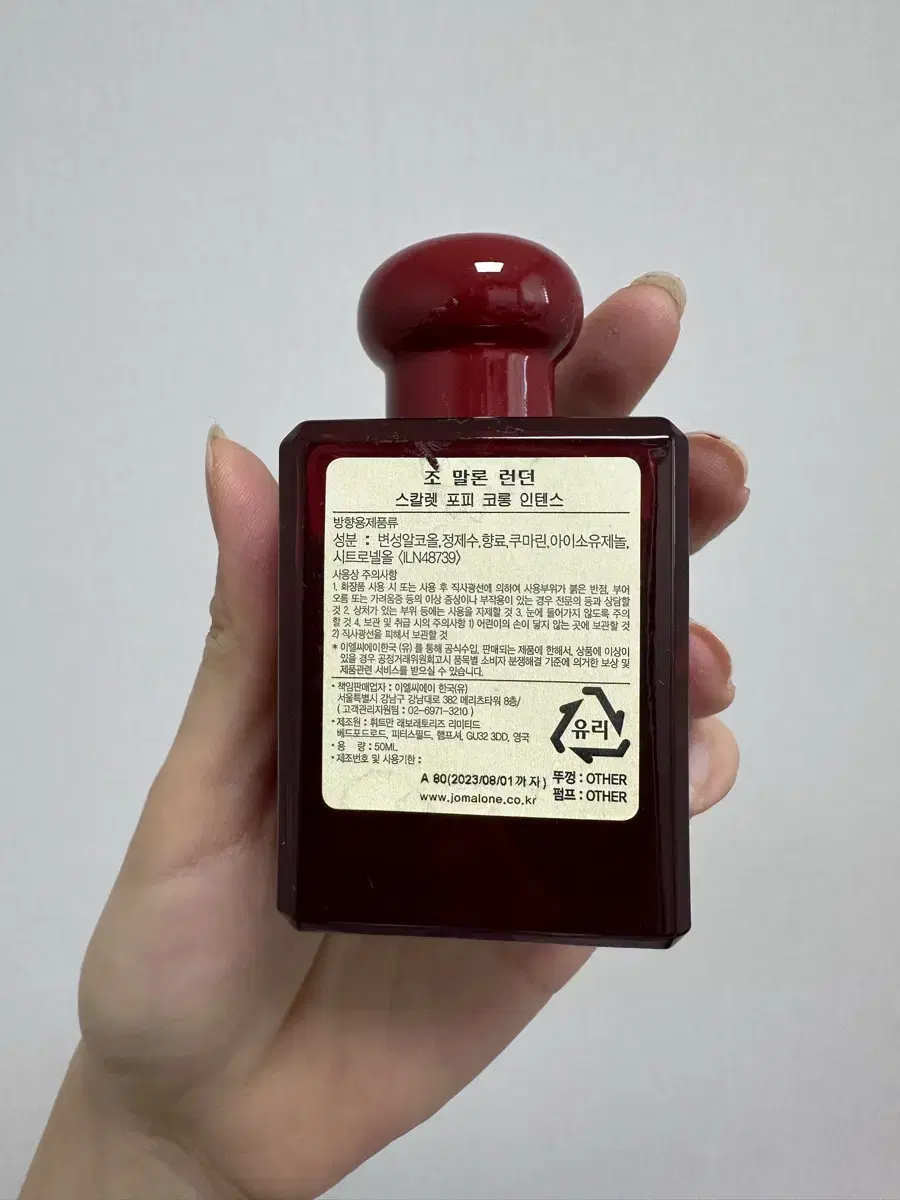 조 말론 런던
스칼렛 포피 코롱 인텐스
방향용제품류
성분 : 변성알코올,정제수,향료,쿠마린,아이소유제놀,
시트로넬올 <ILN48739>
사용상 주의사항
1. 화장품 사용 시 또는 사용 후 직사광선에 의하여 사용부위가 붉은 반점, 부어
오름 또는 가려움증 등의 이상 증상이나 부작용이 있는 경우 전문의 등과 상담할
것 2. 상처가 있는 부위 등에는 사용을 자제할 것 3. 눈에 들어가지 않도록 주의
할 것 4. 보관 및 취급 시의 주의사항 1) 어린이의 손이 닿지 않는 곳에 보관할 것
2) 직사광선을 피해서 보관할 것
* 이엘씨에이한국 (유) 를 통해 공식수입, 판매되는 제품에 한해서, 상품에 이상이
있을 경우 공정거래위원회고시 품목별 소비자 분쟁해결 기준에 의거한 보상 및
제품관련 서비스를 받으실 수 있습니다.
• 책임판매업자 : 이엘씨에이 한국(유)
서울특별시 강남구 강남대로 382 메리츠타워 8층/
( 고객관리지원팀 : 02-6971-3210 )
• 제조원 : 휘트만 래보래토리즈 리미티드
베드포드로드, 피터스필드, 햄프셔, GU32 3DD, 영국
• 용 량 : 50ML
• 제조번호 및 사용기한 :
A 80(2023/08/01까지)
www.jomalone.co.kr
유리
뚜껑 : OTHER
펌프 : OTHER